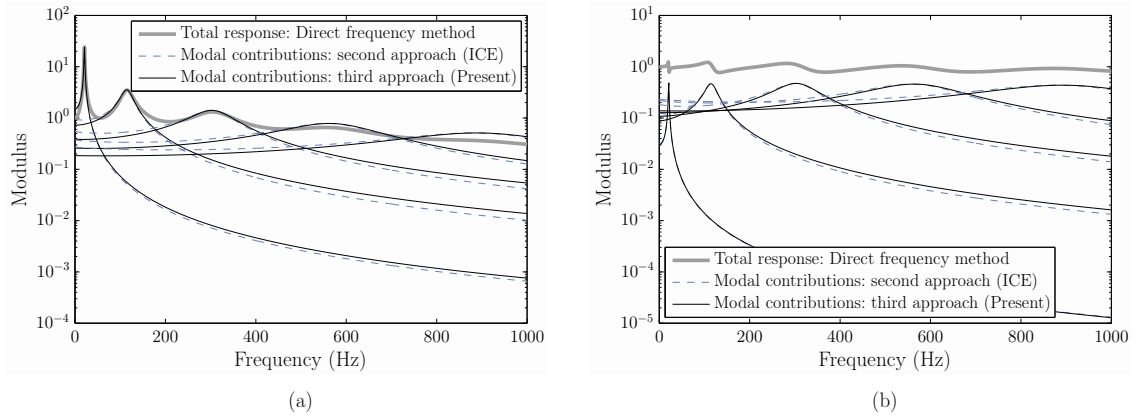 10^2
10^1
10^0
10^−1
10^−2
10^−3
10^−4
Modulus
Total response: Direct frequency method
Modal contributions: second approach (ICE)
Modal contributions: third approach (Present)
0 200 400 600 800 1000
Frequency (Hz)
(a)
10^1
10^0
10^−1
10^−2
10^−3
10^−4
10^−5
Modulus
Total response: Direct frequency method
Modal contributions: second approach (ICE)
Modal contributions: third approach (Present)
0 200 400 600 800 1000
Frequency (Hz)
(b)